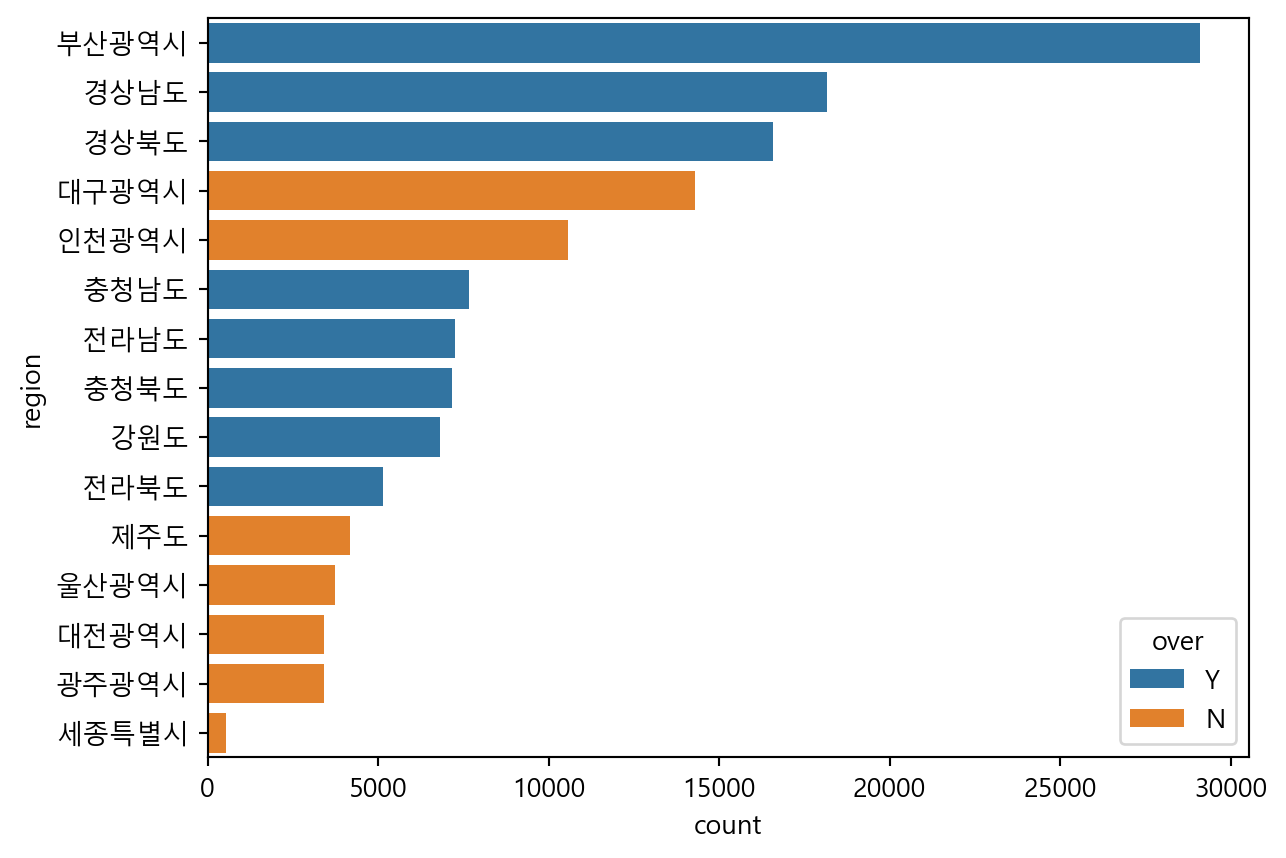 부산광역시
경상남도
경상북도
대구광역시
인천광역시
충청남도
전라남도
충청북도
강원도
전라북도
제주도
울산광역시
대전광역시
광주광역시
세종특별시
region
0 5000 10000 15000 20000 25000 30000
count
over
Y
N